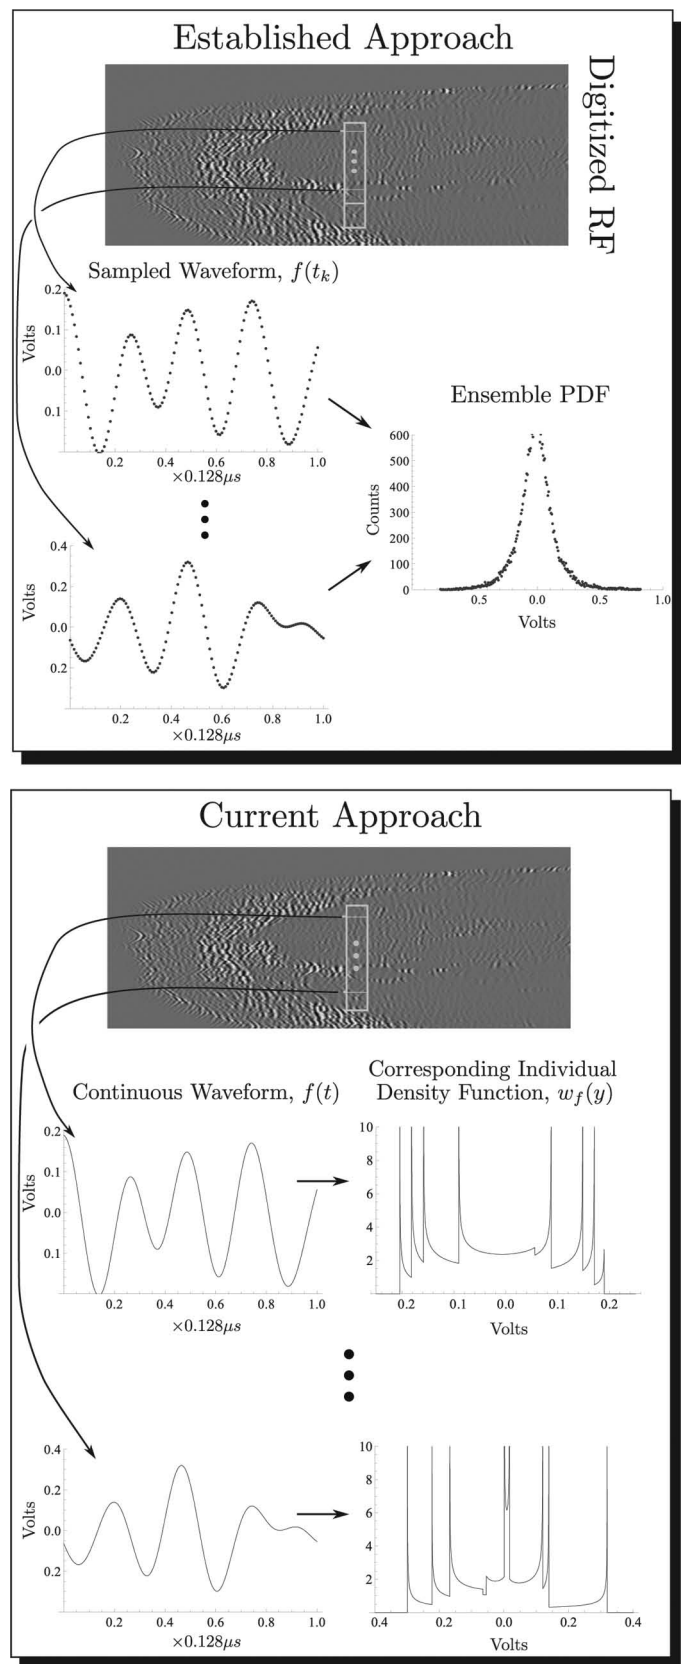 Established Approach
Digitized RF
Sampled Waveform, f(t_k)
0.2
0.1
0.0
0.1
Volts
0.2 0.4 0.6 0.8 1.0
×0.128μs
Ensemble PDF
600
500
400
300
200
100
0
Counts
0.5 0.0 0.5 1.0
Volts
0.4
0.2
0.0
0.2
Volts
0.2 0.4 0.6 0.8 1.0
×0.128μs
Current Approach
Continuous Waveform, f(t)
Corresponding Individual
Density Function, w_f(y)
0.2
0.1
0.0
0.1
Volts
0.2 0.4 0.6 0.8 1.0
×0.128μs
10
8
6
4
2
0.2 0.1 0.0 0.1 0.2
Volts
0.4
0.2
0.0
0.2
Volts
0.2 0.4 0.6 0.8 1.0
×0.128μs
10
8
6
4
2
0.4 0.2 0.0 0.2 0.4
Volts